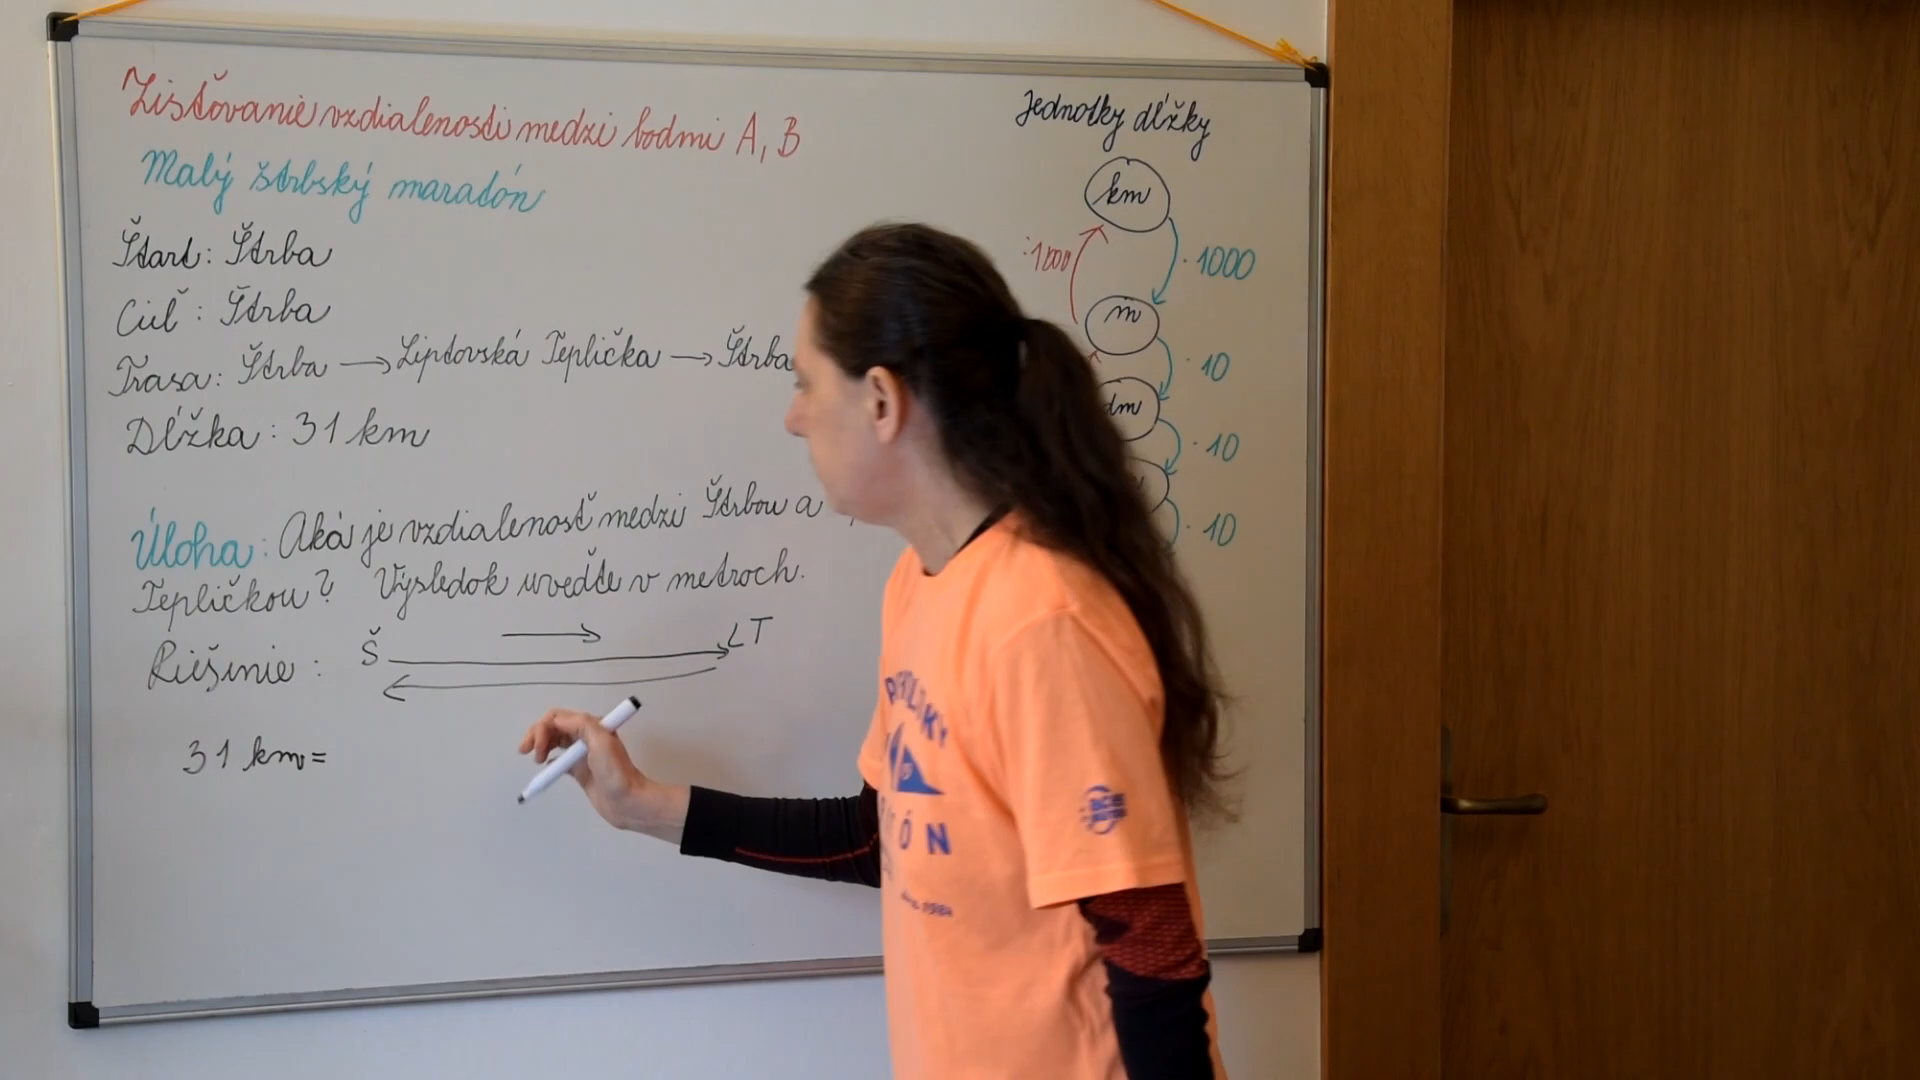 Zisťovanie vzdialenosti medzi bodmi A, B
Malý štrbský maratón
Štart: Štrba
Cieľ: Štrba
Trasa: Štrba → Liptovská Teplička → Štrba
Dĺžka: 31 km
Úloha: Aká je vzdialenosť medzi Štrbou a
Tepličkou? Výsledok uveďte v metroch.
Riešenie: Š → LT
31 km=
Jednotky dĺžky
km
:1000 · 1000
m
· 10
dm
· 10
· 10